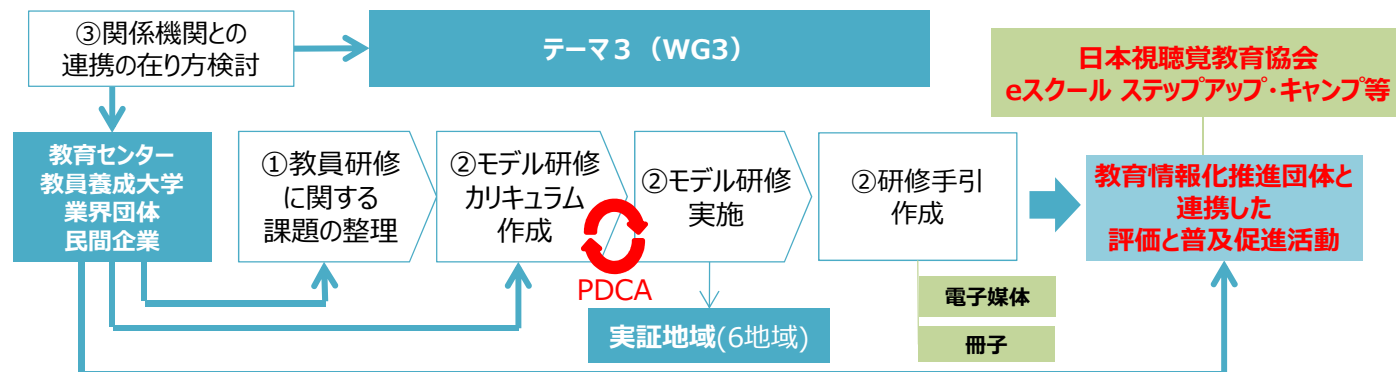 ③関係機関との
連携の在り方検討
テーマ３（WG3）
日本視聴覚教育協会
eスクール ステップアップ・キャンプ等
教育センター
教員養成大学
業界団体
民間企業
①教員研修
に関する
課題の整理
②モデル研修
カリキュラム
作成
PDCA
②モデル研修
実施
②研修手引
作成
教育情報化推進団体と
連携した
評価と普及促進活動
実証地域(6地域)
電子媒体
冊子